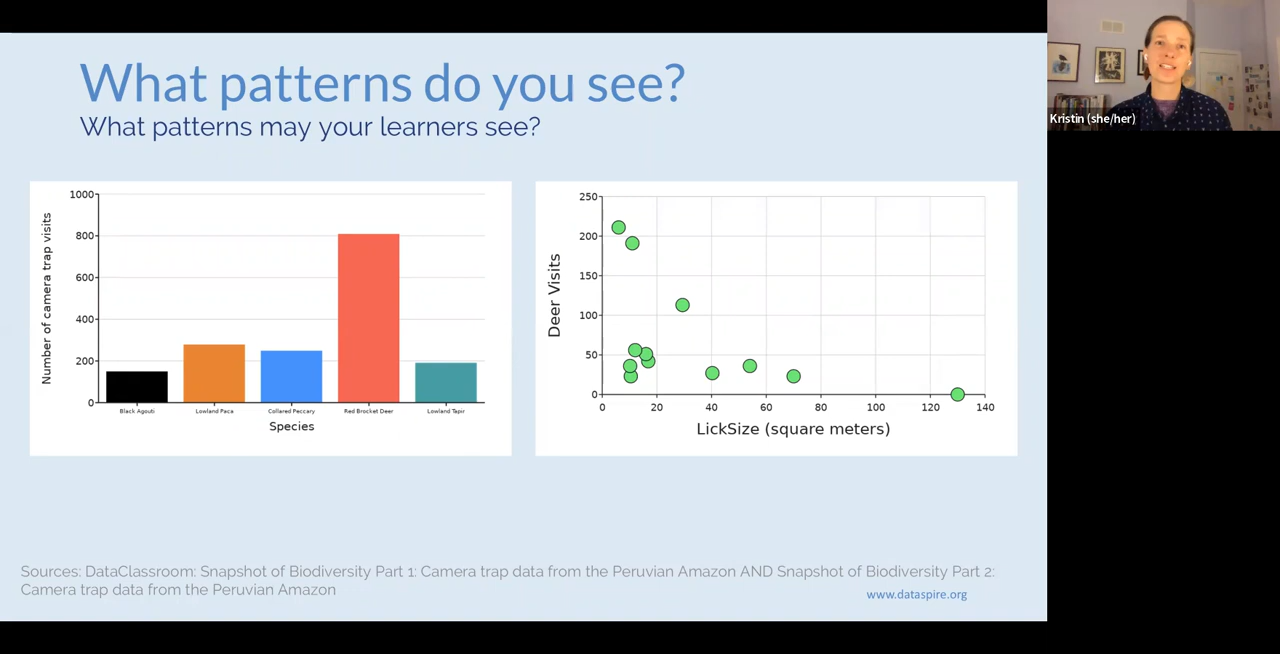 What patterns do you see?
What patterns may your learners see?
Kristin (she/her)
Number of camera trap visits
1000
800
600
400
200
0
Black Agouti
Lowland Paca
Collared Peccary
Red Brocket Deer
Lowland Tapir
Species
Deer Visits
250
200
150
100
50
0
0
20
40
60
80
100
120
140
LickSize (square meters)
Sources: DataClassroom: Snapshot of Biodiversity Part 1: Camera trap data from the Peruvian Amazon AND Snapshot of Biodiversity Part 2:
Camera trap data from the Peruvian Amazon
www.dataspire.org